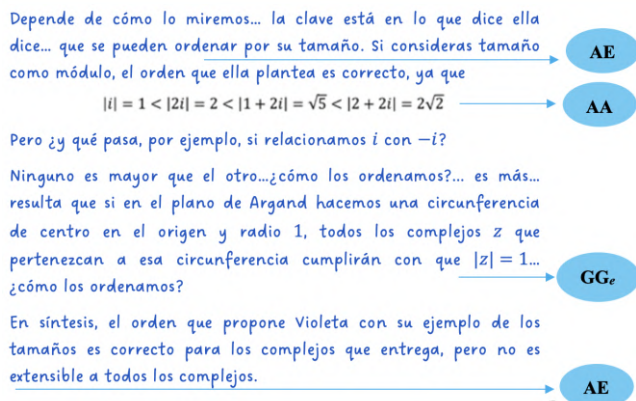 Depende de cómo lo miremos... la clave está en lo que dice ella
dice... que se pueden ordenar por su tamaño. Si consideras tamaño
AE
como módulo, el orden que ella plantea es correcto, ya que
|i| = 1 < |2i| = 2 < |1 + 2i| = √5 < |2 + 2i| = 2√2
AA
Pero ¿y qué pasa, por ejemplo, si relacionamos i con −i?
Ninguno es mayor que el otro...¿cómo los ordenamos?... es más...
resulta que si en el plano de Argand hacemos una circunferencia
de centro en el origen y radio 1, todos los complejos z que
pertenezcan a esa circunferencia cumplirán con que |z| = 1...
GGe
¿cómo los ordenamos?
En síntesis, el orden que propone Violeta con su ejemplo de los
tamaños es correcto para los complejos que entrega, pero no es
extensible a todos los complejos.
AE